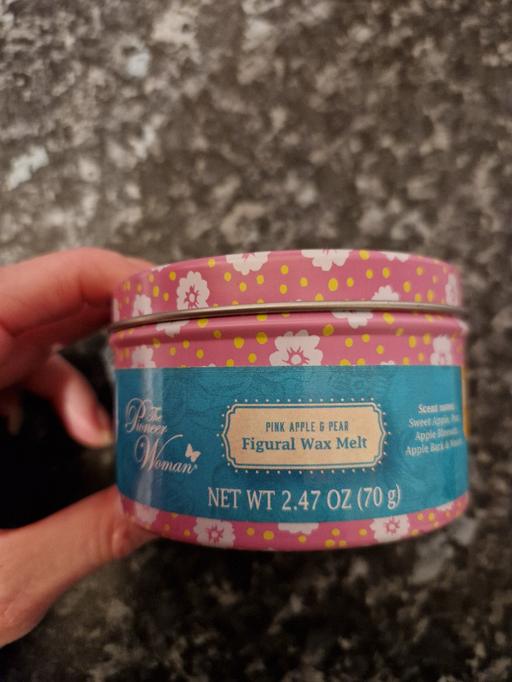 The
Pioneer
Woman®
PINK APPLE & PEAR
Figural Wax Melt
NET WT 2.47 OZ (70 g)
Scent notes:
Sweet Apple,
Apple Blossom,
Apple Bark &